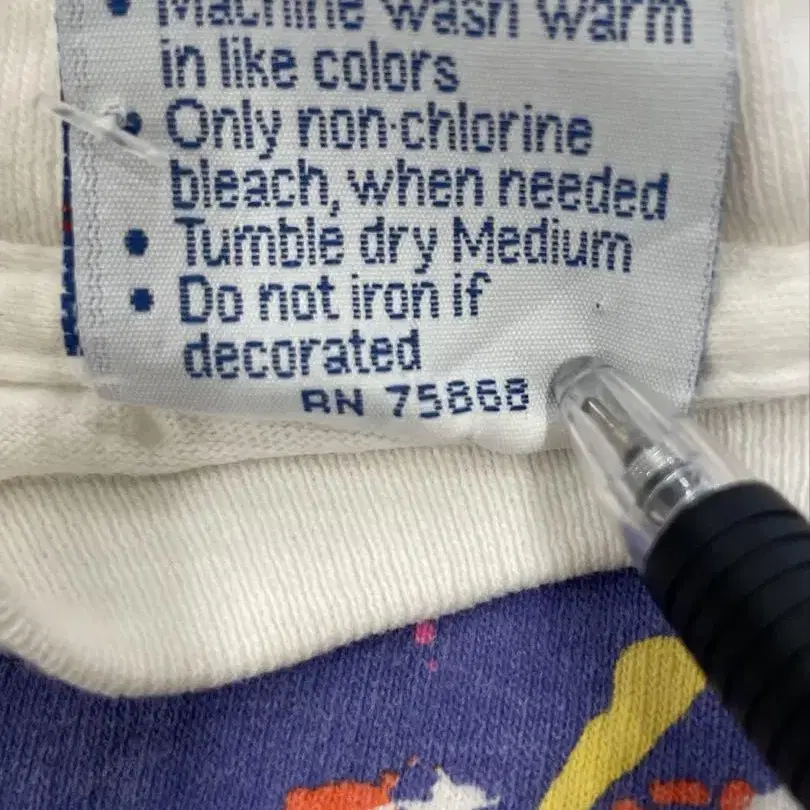 • Machine wash warm
in like colors
• Only non-chlorine
bleach, when needed
• Tumble dry Medium
• Do not iron if
decorated
RN 75868